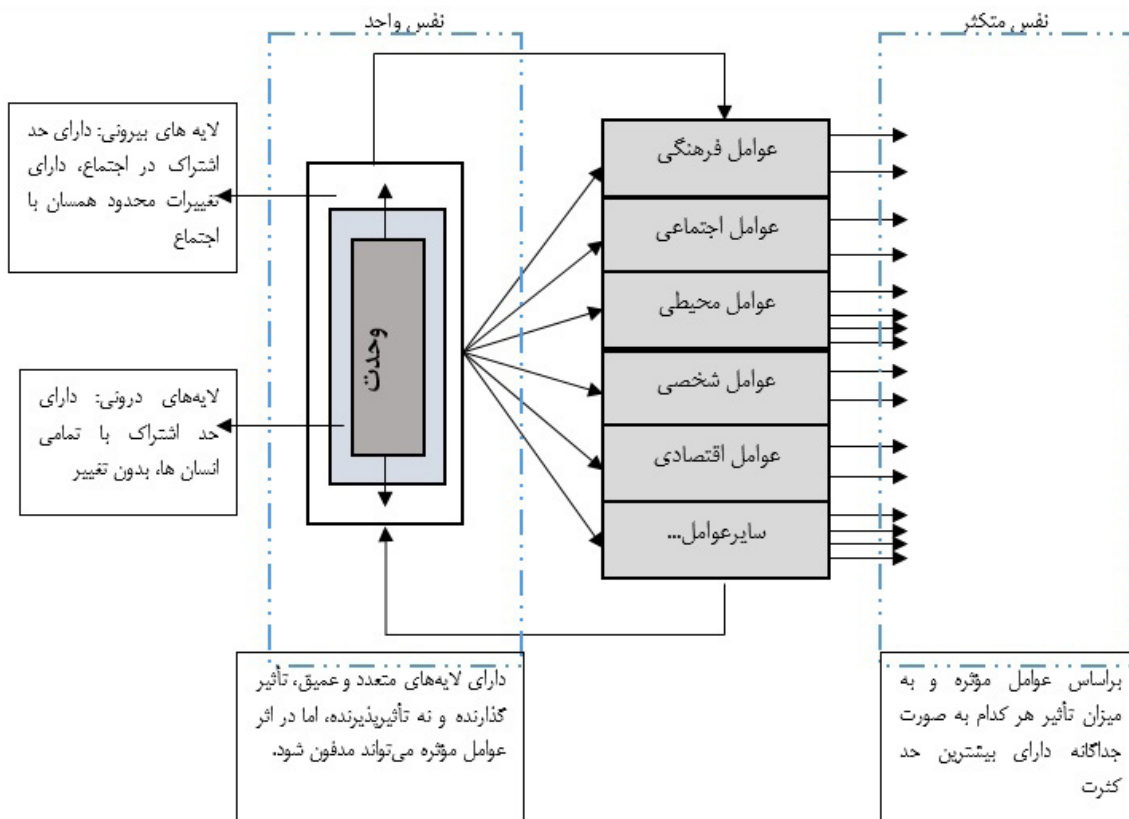 نفس متکثر
نفس واحد
لایه های بیرونی: دارای حد
اشتراک در اجتماع، دارای
تغییرات محدود همسان با
اجتماع
لایه‌های درونی: دارای
حد اشتراک با تمامی
انسان ها، بدون تغییر
وحدت
عوامل فرهنگی
عوامل اجتماعی
عوامل محیطی
عوامل شخصی
عوامل اقتصادی
سایرعوامل...
دارای لایه‌های متعدد و عمیق، تأثیر
گذارنده و نه تأثیرپذیرنده، اما در اثر
عوامل مؤثره می‌تواند مدفون شود.
براساس عوامل مؤثره و به
میزان تأثیر هر کدام به صورت
جداگانه دارای بیشترین حد
کثرت